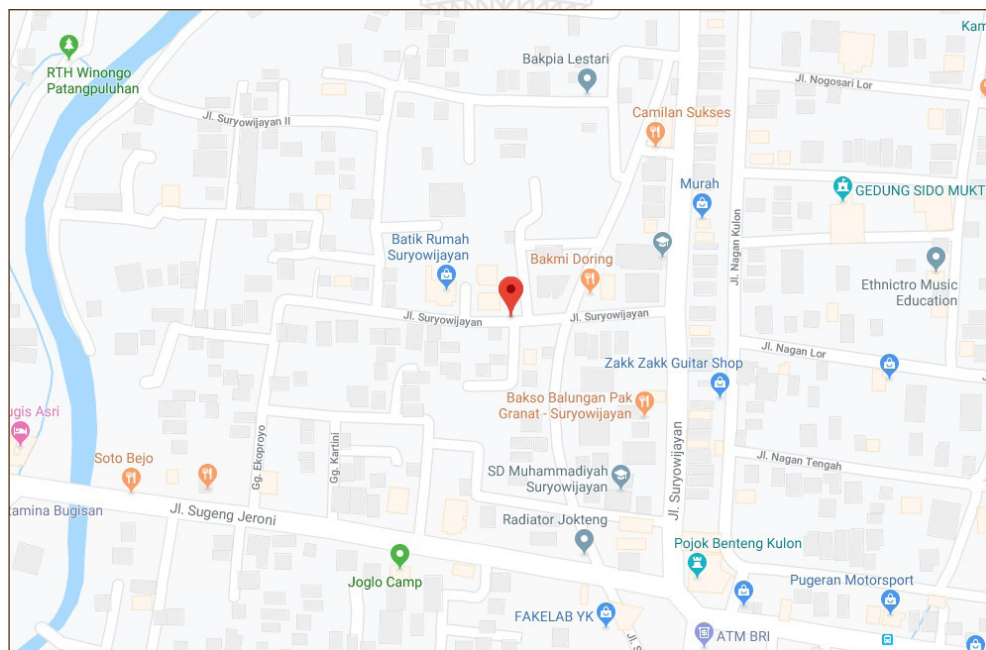 Kam
RTH Winongo
Patangpuluhan
Bakpia Lestari
Jl. Nogosari Lor
Jl. Suryowijayan II
Camilan Sukses
Murah
GEDUNG SIDO MUKT
Jl. Nagan Kulon
Batik Rumah
Suryowijayan
Bakmi Doring
Ethnictro Music
Education
Jl. Suryowijayan
Jl. Suryowijayan
Jl. Nagan Lor
Zakk Zakk Guitar Shop
Bakso Balungan Pak
Granat - Suryowijayan
ugis Asri
Gg. Ekoproyo
Gg. Kartini
Jl. Suryowijayan
Soto Bejo
Jl. Nagan Tengah
SD Muhammadiyah
Suryowijayan
tamina Bugisan
Jl. Sugeng Jeroni
Radiator Jokteng
Pojok Benteng Kulon
Joglo Camp
Pugeran Motorsport
FAKELAB YK
ATM BRI